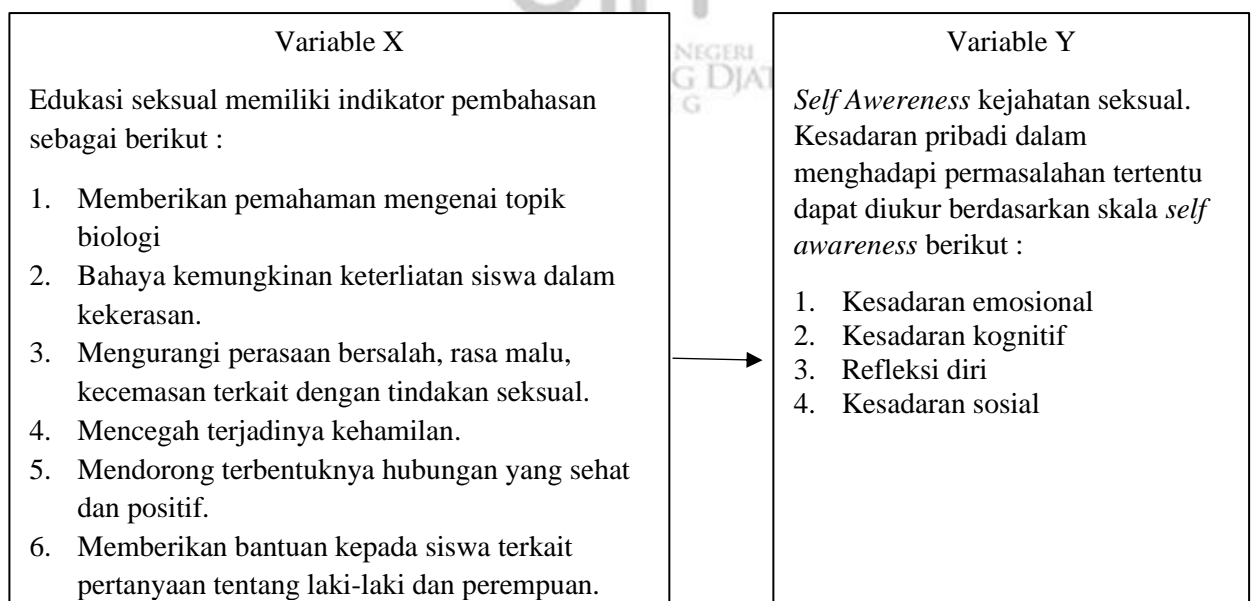 Variable X
Edukasi seksual memiliki indikator pembahasan
sebagai berikut :
1. Memberikan pemahaman mengenai topik
biologi
2. Bahaya kemungkinan keterliatan siswa dalam
kekerasan.
3. Mengurangi perasaan bersalah, rasa malu,
kecemasan terkait dengan tindakan seksual.
4. Mencegah terjadinya kehamilan.
5. Mendorong terbentuknya hubungan yang sehat
dan positif.
6. Memberikan bantuan kepada siswa terkait
pertanyaan tentang laki-laki dan perempuan.
NEGERI
G DJAT
G
Variable Y
Self Awereness kejahatan seksual.
Kesadaran pribadi dalam
menghadapi permasalahan tertentu
dapat diukur berdasarkan skala self
awareness berikut :
1. Kesadaran emosional
2. Kesadaran kognitif
3. Refleksi diri
4. Kesadaran sosial